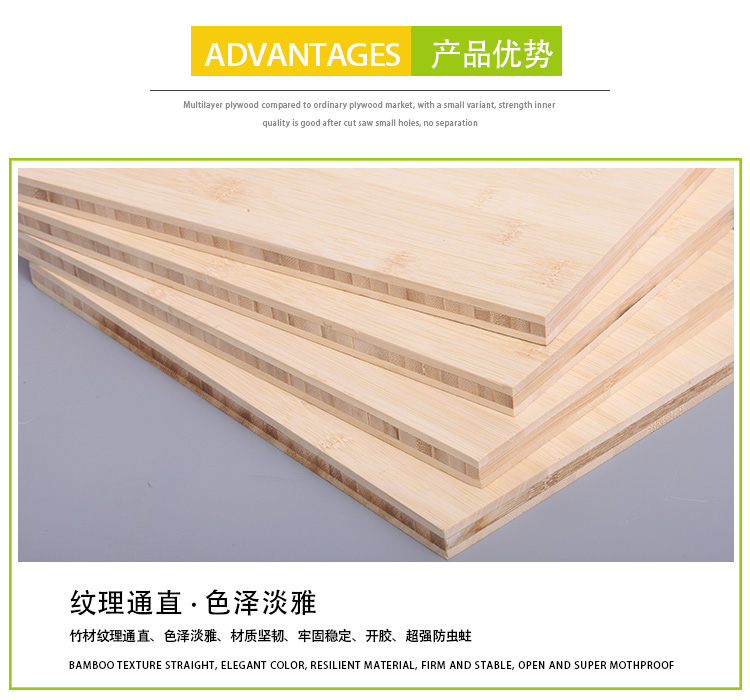 ADVANTAGES 产品优势
Multilayer plywood compared to ordinary plywood market, with a small variant, strength inner
quality is good after cut saw small holes, no separation
纹理通直·色泽淡雅
竹材纹理通直、色泽淡雅、材质坚韧、牢固稳定、开胶、超强防虫蛀
BAMBOO TEXTURE STRAIGHT, ELEGANT COLOR, RESILIENT MATERIAL, FIRM AND STABLE, OPEN AND SUPER MOTHPROOF